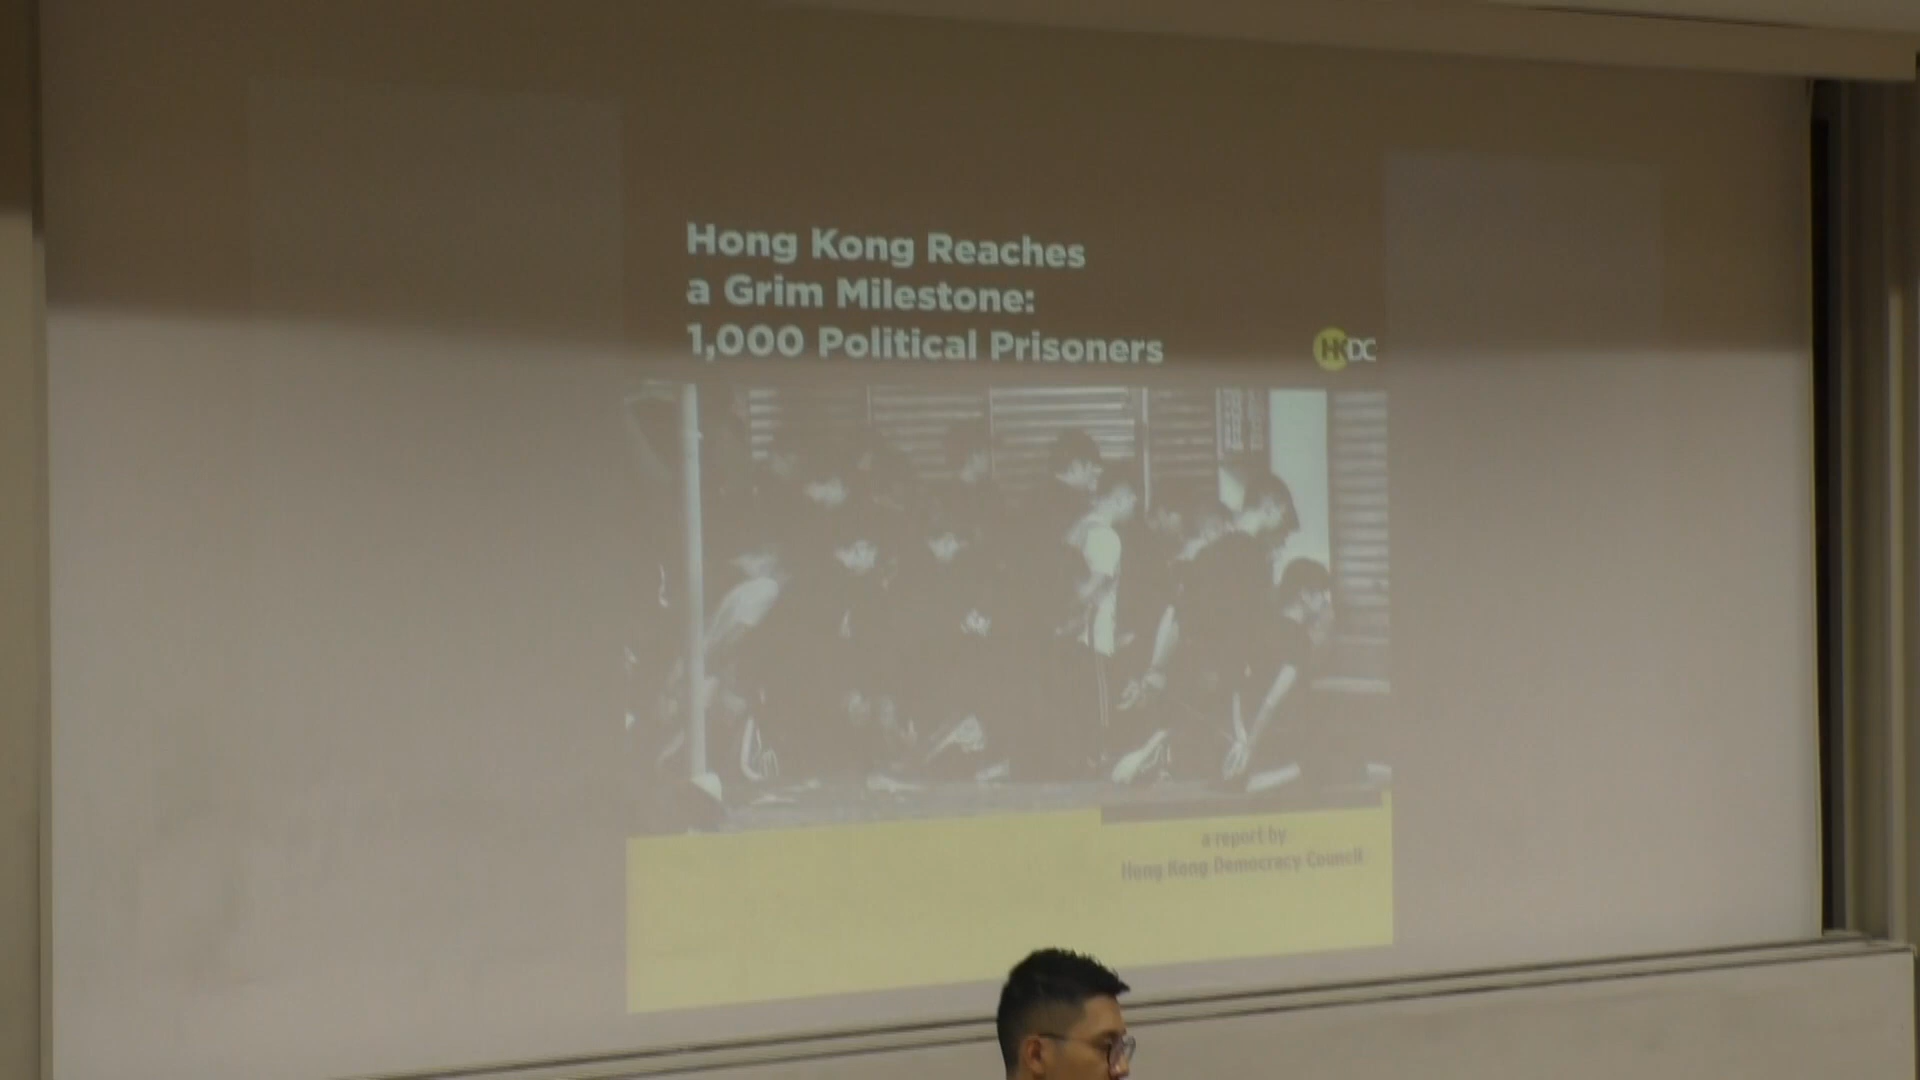 Hong Kong Reaches
a Grim Milestone:
1,000 Political Prisoners
HKDC
a report by
Hong Kong Democracy Council